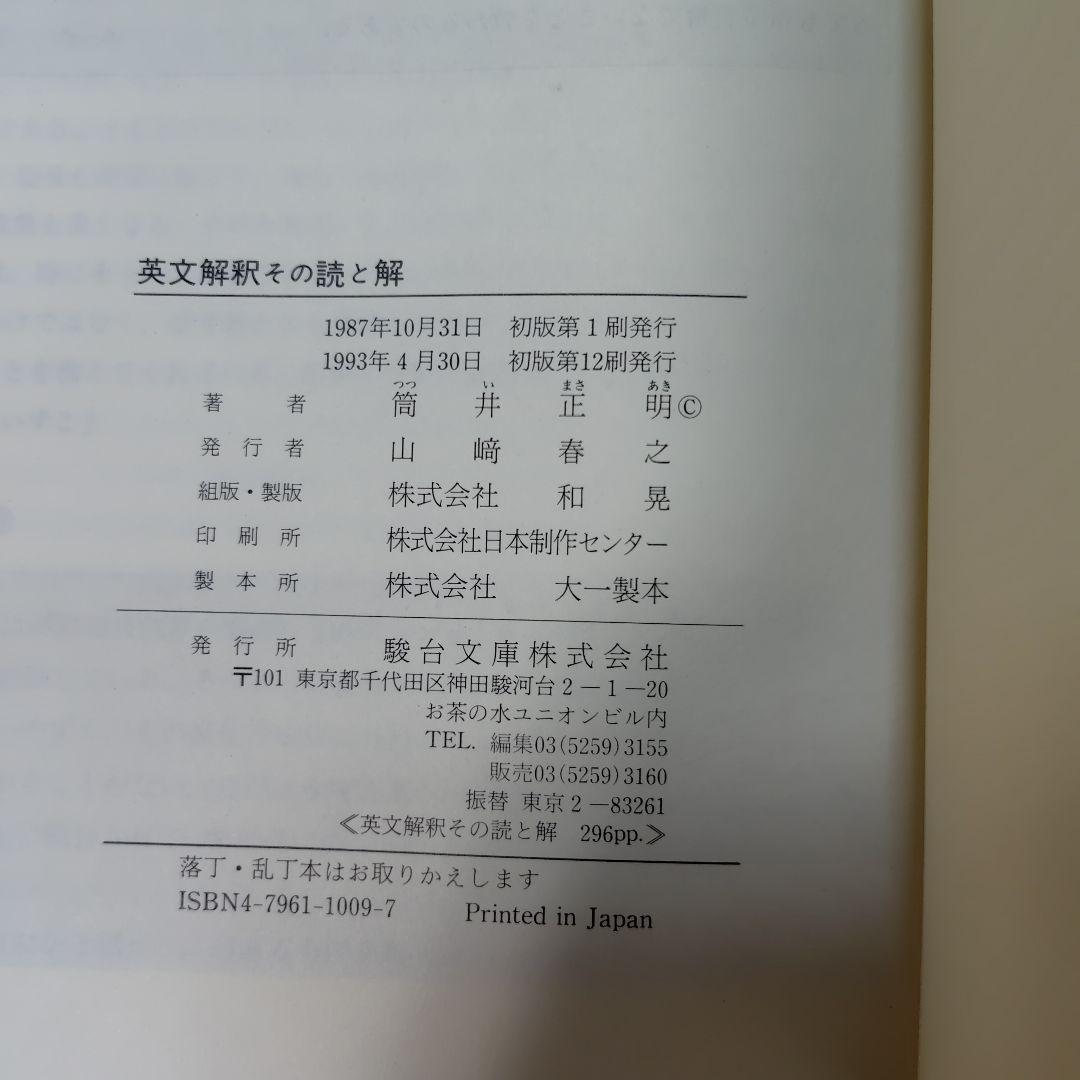 英文解釈その読と解
1987年10月31日 初版第1刷発行
1993年4月30日 初版第12刷発行
つつ い まさ あき
著者 筒井正明©
発行者 山﨑春之
組版・製版 株式会社 和晃
印刷所 株式会社日本制作センター
製本所 株式会社 大一製本
発行所 駿台文庫株式会社
〒101 東京都千代田区神田駿河台2－1－20
お茶の水ユニオンビル内
TEL. 編集03(5259)3155
販売03(5259)3160
振替 東京2－83261
≪英文解釈その読と解 296pp.≫
落丁・乱丁本はお取りかえします
ISBN4-7961-1009-7 Printed in Japan